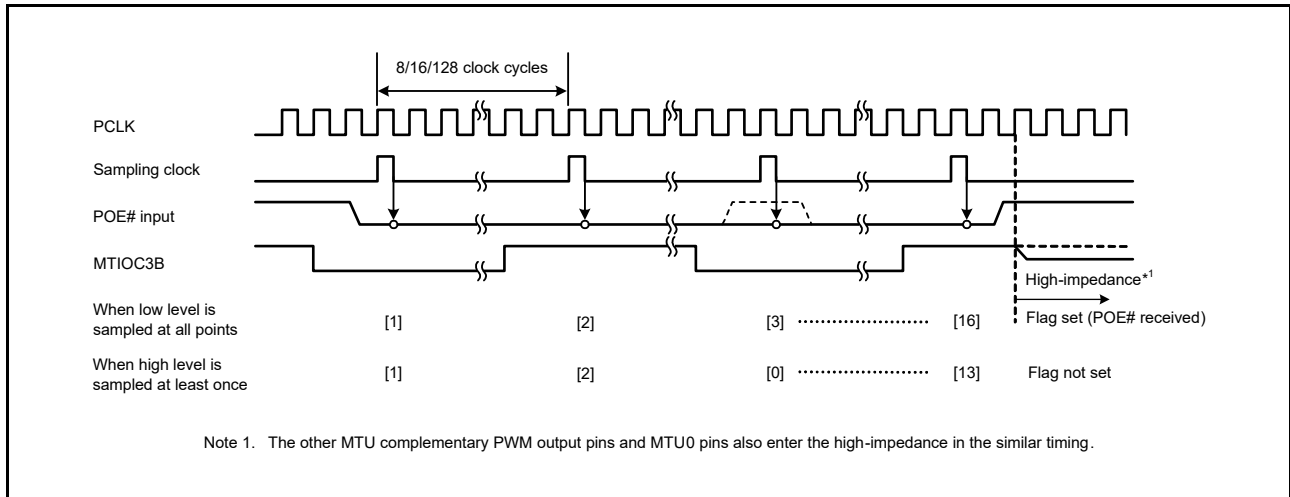 8/16/128 clock cycles
PCLK
Sampling clock
POE# input
MTIOC3B
High-impedance*1
When low level is
sampled at all points
[1] [2] [3] ························ [16] Flag set (POE# received)
When high level is
sampled at least once
[1] [2] [0] ························ [13] Flag not set
Note 1. The other MTU complementary PWM output pins and MTU0 pins also enter the high-impedance in the similar timing.